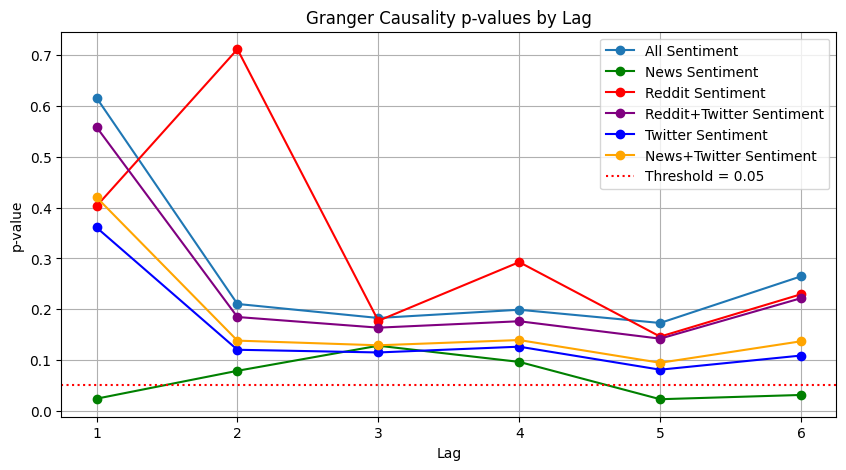 Granger Causality p-values by Lag
p-value
0.7
0.6
0.5
0.4
0.3
0.2
0.1
0.0
All Sentiment
News Sentiment
Reddit Sentiment
Reddit+Twitter Sentiment
Twitter Sentiment
News+Twitter Sentiment
Threshold = 0.05
1 2 3 4 5 6
Lag